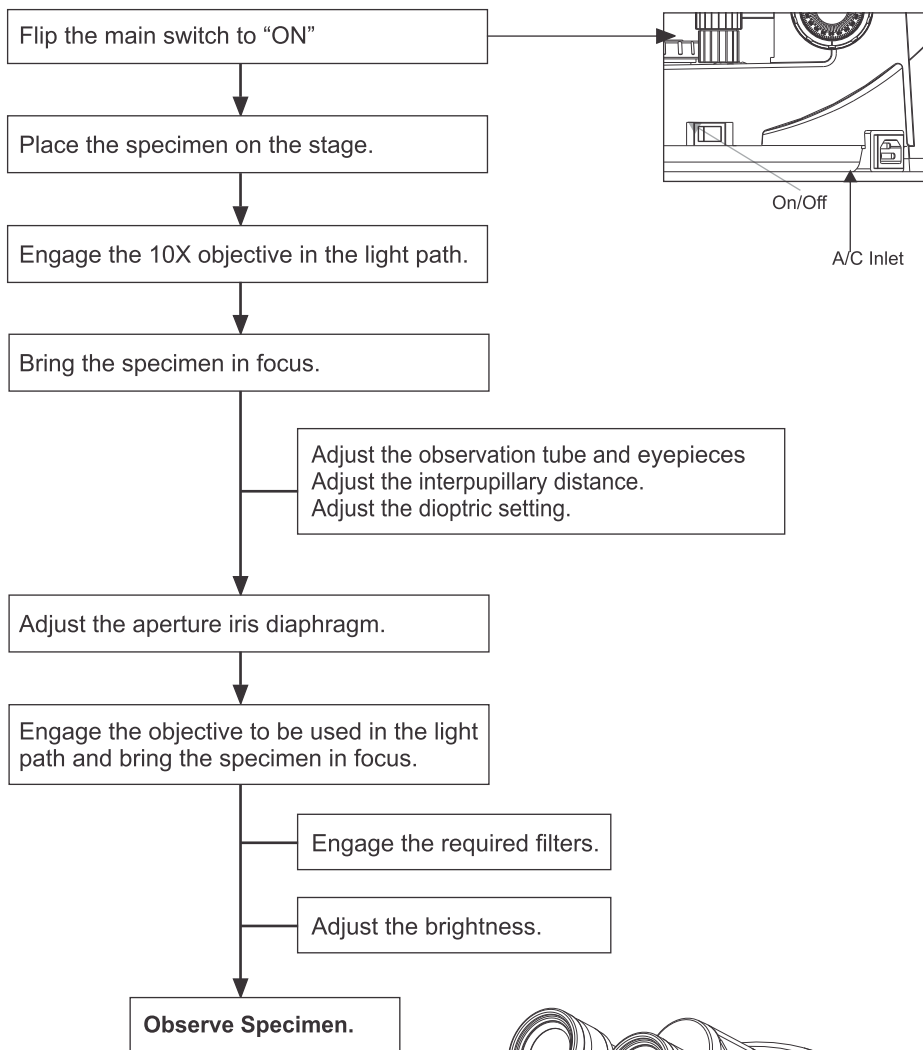 Flip the main switch to “ON”
On/Off
A/C Inlet
Place the specimen on the stage.
Engage the 10X objective in the light path.
Bring the specimen in focus.
Adjust the observation tube and eyepieces
Adjust the interpupillary distance.
Adjust the dioptric setting.
Adjust the aperture iris diaphragm.
Engage the objective to be used in the light
path and bring the specimen in focus.
Engage the required filters.
Adjust the brightness.
Observe Specimen.